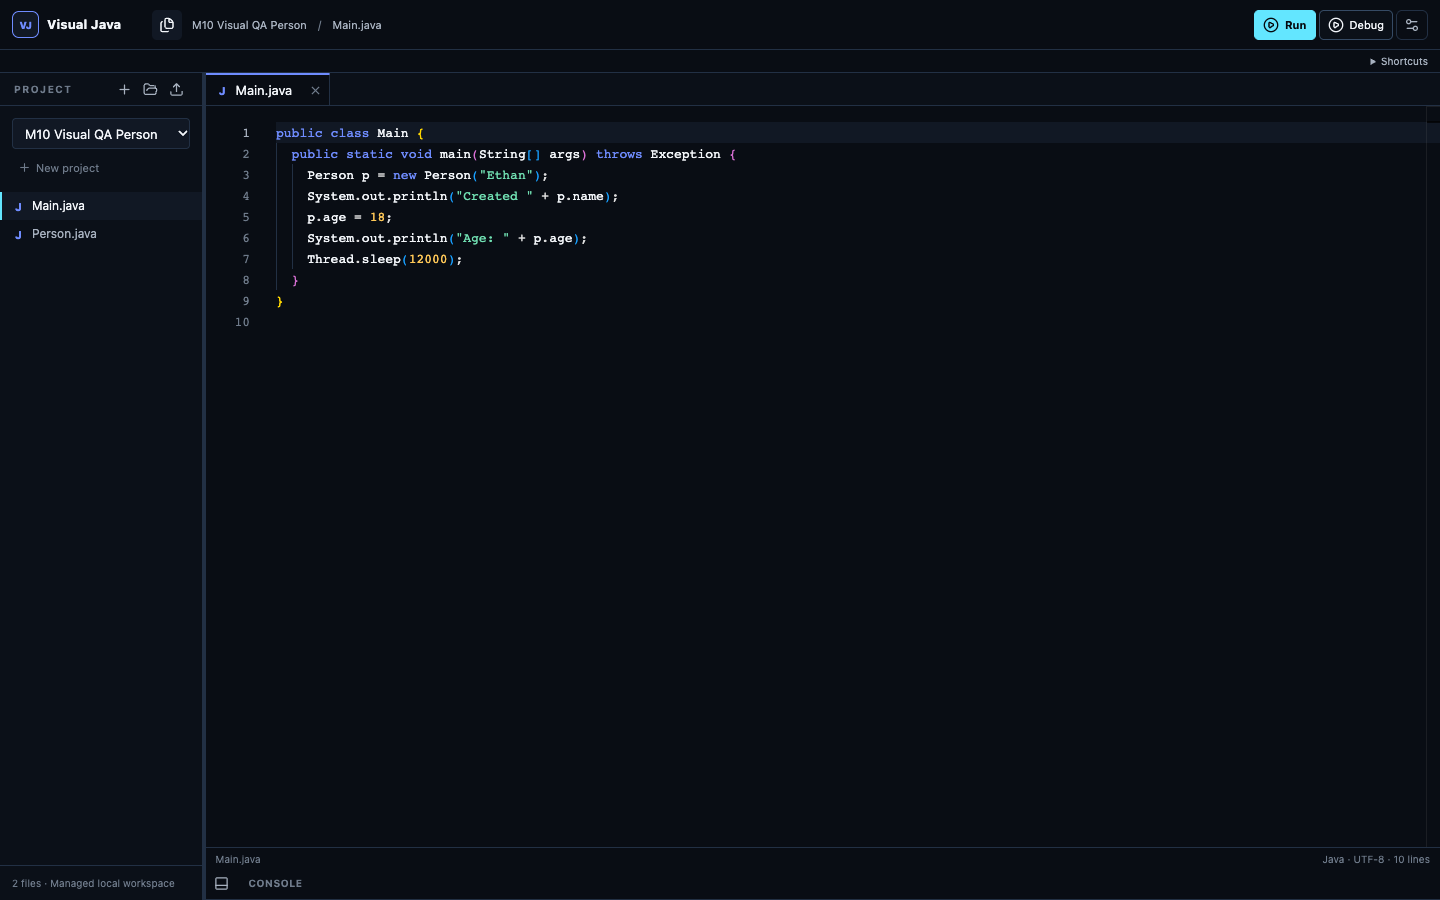 VJ Visual Java M10 Visual QA Person / Main.java Run Debug
Shortcuts
PROJECT
M10 Visual QA Person
New project
J Main.java
J Person.java
2 files · Managed local workspace
J Main.java
1 public class Main {
2 public static void main(String[] args) throws Exception {
3 Person p = new Person("Ethan");
4 System.out.println("Created " + p.name);
5 p.age = 18;
6 System.out.println("Age: " + p.age);
7 Thread.sleep(12000);
8 }
9 }
10
Main.java Java · UTF-8 · 10 lines
CONSOLE